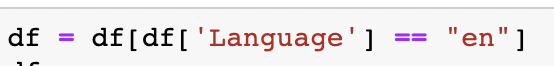 df = df[df['Language'] == "en"]